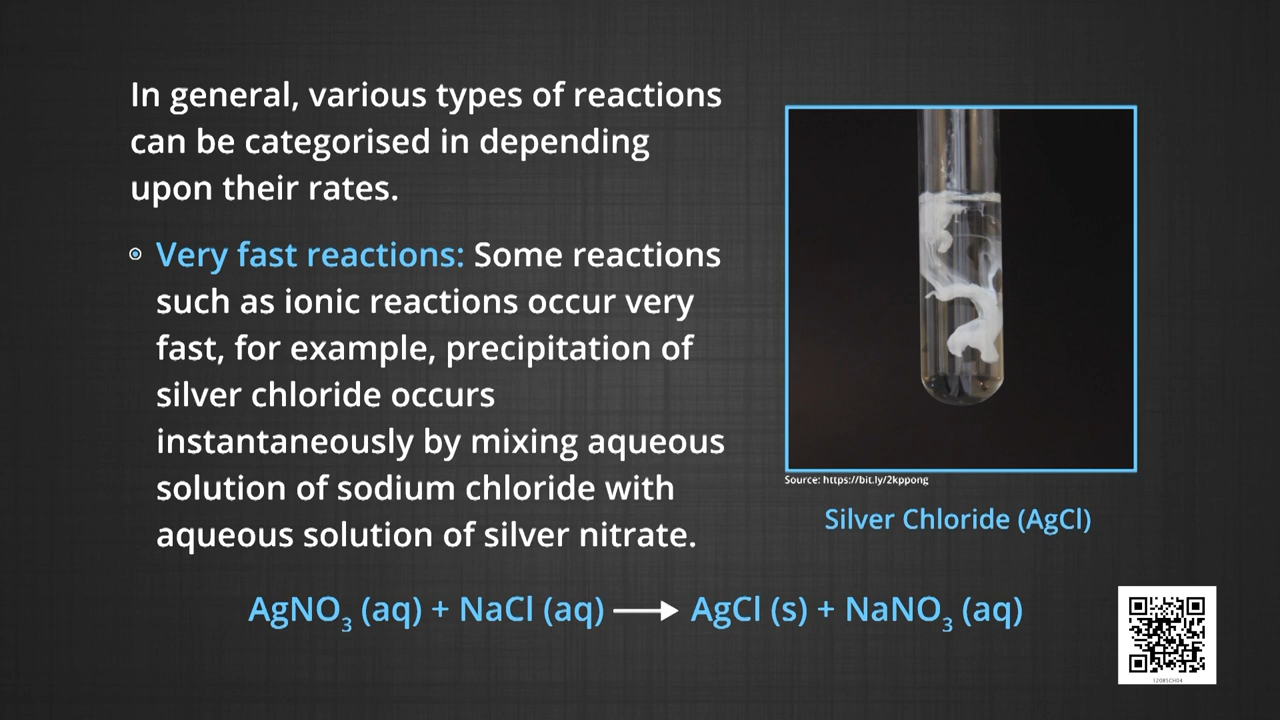 In general, various types of reactions
can be categorised in depending
upon their rates.
Very fast reactions: Some reactions
such as ionic reactions occur very
fast, for example, precipitation of
silver chloride occurs
instantaneously by mixing aqueous
solution of sodium chloride with
aqueous solution of silver nitrate.
Source: https://bit.ly/2kppong
Silver Chloride (AgCl)
AgNO₃ (aq) + NaCl (aq) ⟶ AgCl (s) + NaNO₃ (aq)
12085CH04